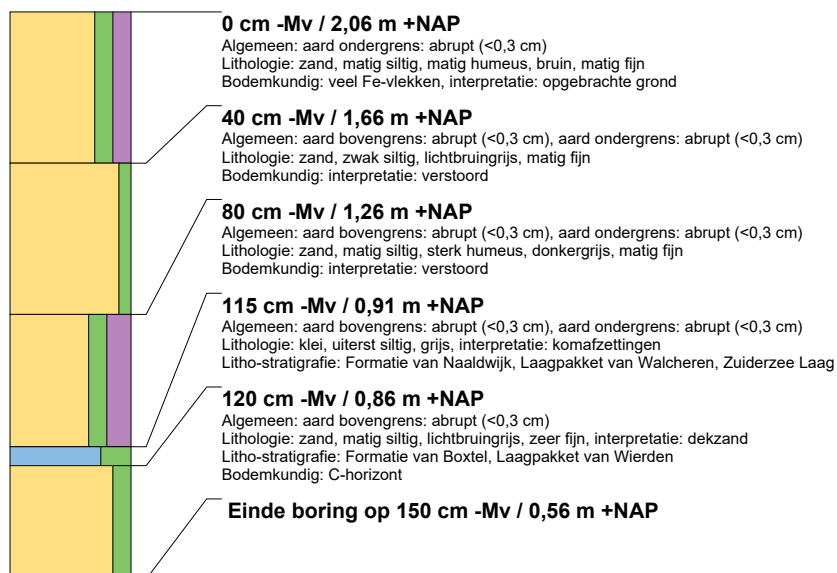 0 cm -Mv / 2,06 m +NAP
Algemeen: aard ondergrens: abrupt (<0,3 cm)
Lithologie: zand, matig siltig, matig humeus, bruin, matig fijn
Bodemkundig: veel Fe-vlekken, interpretatie: opgebrachte grond
40 cm -Mv / 1,66 m +NAP
Algemeen: aard bovengrens: abrupt (<0,3 cm), aard ondergrens: abrupt (<0,3 cm)
Lithologie: zand, zwak siltig, lichtbruingrijs, matig fijn
Bodemkundig: interpretatie: verstoord
80 cm -Mv / 1,26 m +NAP
Algemeen: aard bovengrens: abrupt (<0,3 cm), aard ondergrens: abrupt (<0,3 cm)
Lithologie: zand, matig siltig, sterk humeus, donkergrijs, matig fijn
Bodemkundig: interpretatie: verstoord
115 cm -Mv / 0,91 m +NAP
Algemeen: aard bovengrens: abrupt (<0,3 cm), aard ondergrens: abrupt (<0,3 cm)
Lithologie: klei, uiterst siltig, grijs, interpretatie: komafzettingen
Litho-stratigrafie: Formatie van Naaldwijk, Laagpakket van Walcheren, Zuiderzee Laag
120 cm -Mv / 0,86 m +NAP
Algemeen: aard bovengrens: abrupt (<0,3 cm)
Lithologie: zand, matig siltig, lichtbruingrijs, zeer fijn, interpretatie: dekzand
Litho-stratigrafie: Formatie van Boxtel, Laagpakket van Wierden
Bodemkundig: C-horizont
Einde boring op 150 cm -Mv / 0,56 m +NAP